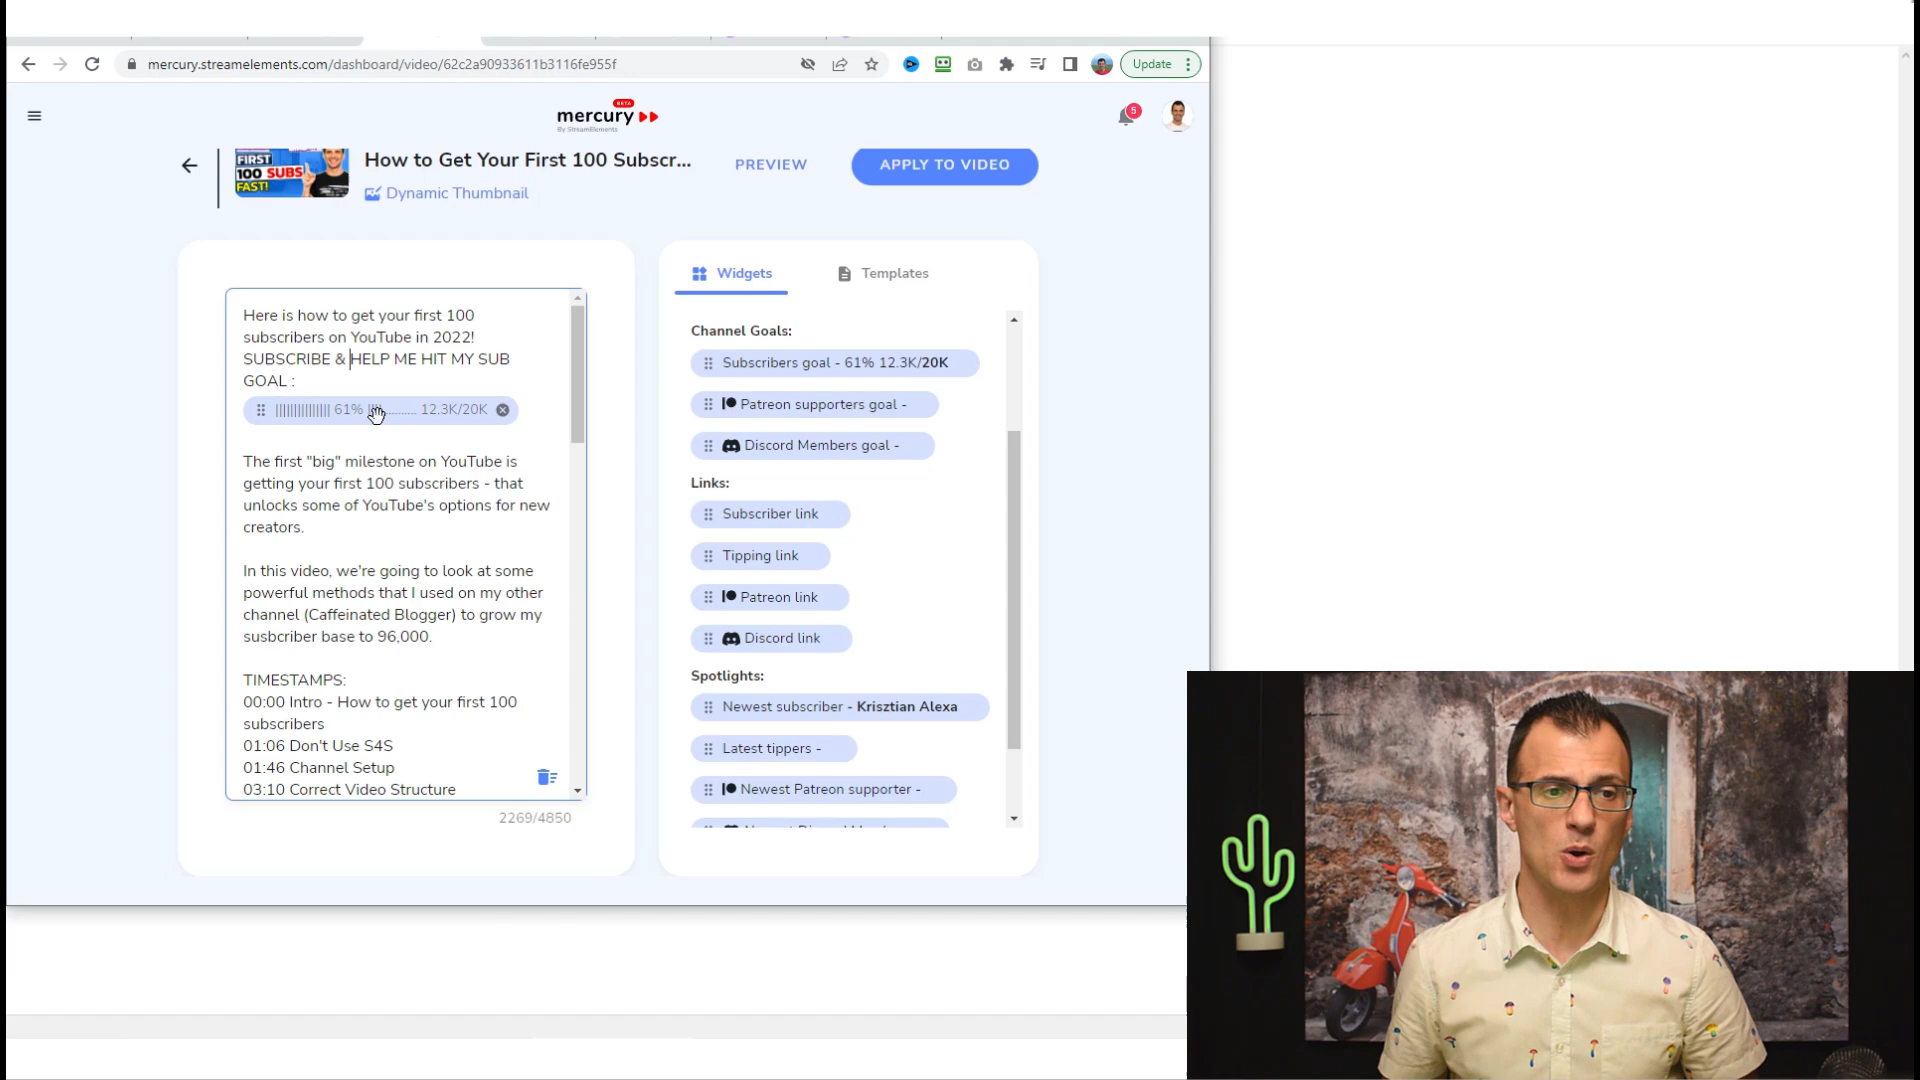 mercury.streamelements.com/dashboard/video/62c2a90933611b3116fe955f
Update
BETA
mercury
By StreamElements
5
FIRST
100 SUBS
FAST!
How to Get Your First 100 Subscr...
Dynamic Thumbnail
PREVIEW
APPLY TO VIDEO
Here is how to get your first 100
subscribers on YouTube in 2022!
SUBSCRIBE & HELP ME HIT MY SUB
GOAL :
||||||||||||||| 61% ||||.......... 12.3K/20K
The first "big" milestone on YouTube is
getting your first 100 subscribers - that
unlocks some of YouTube's options for new
creators.
In this video, we're going to look at some
powerful methods that I used on my other
channel (Caffeinated Blogger) to grow my
susbcriber base to 96,000.
TIMESTAMPS:
00:00 Intro - How to get your first 100
subscribers
01:06 Don't Use S4S
01:46 Channel Setup
03:10 Correct Video Structure
2269/4850
Widgets
Templates
Channel Goals:
Subscribers goal - 61% 12.3K/20K
Patreon supporters goal -
Discord Members goal -
Links:
Subscriber link
Tipping link
Patreon link
Discord link
Spotlights:
Newest subscriber - Krisztian Alexa
Latest tippers -
Newest Patreon supporter -